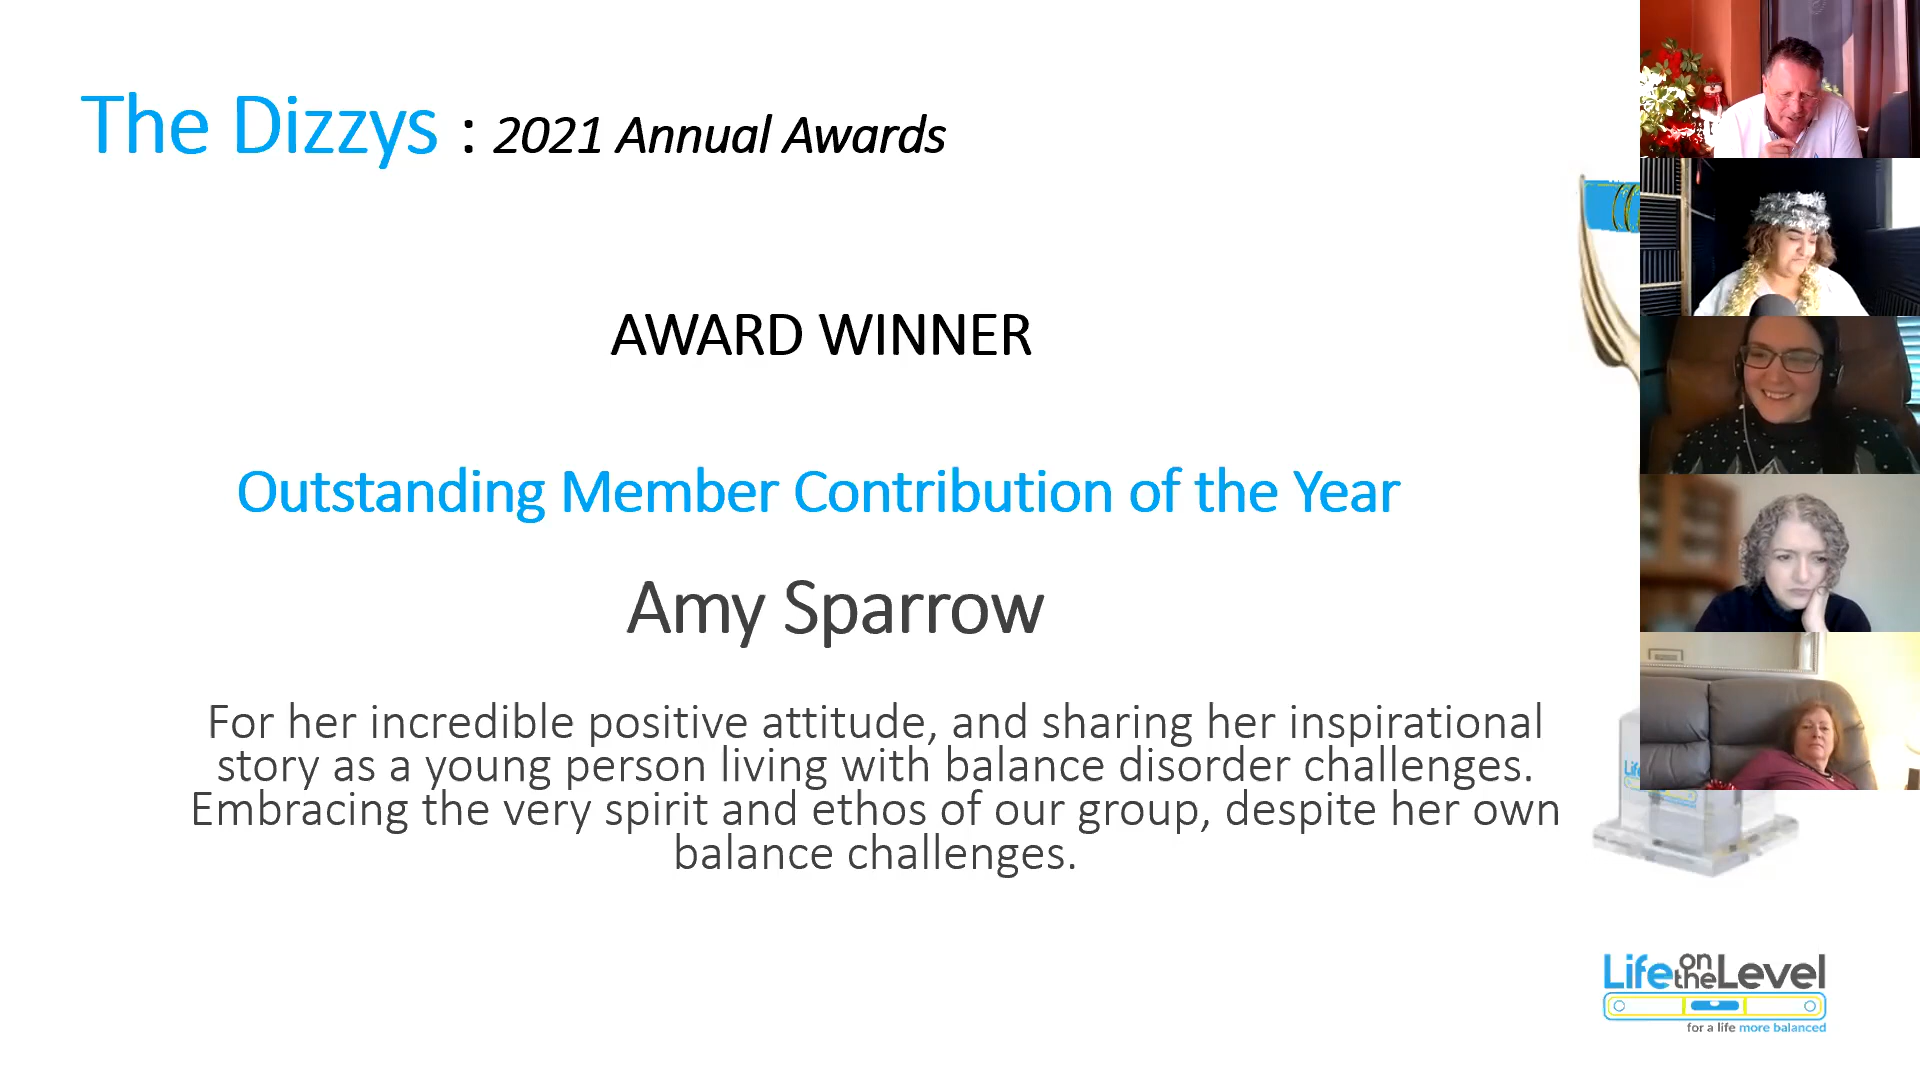 The Dizzys : 2021 Annual Awards
AWARD WINNER
Outstanding Member Contribution of the Year
Amy Sparrow
For her incredible positive attitude, and sharing her inspirational
story as a young person living with balance disorder challenges.
Embracing the very spirit and ethos of our group, despite her own
balance challenges.
Life on the Level
for a life more balanced